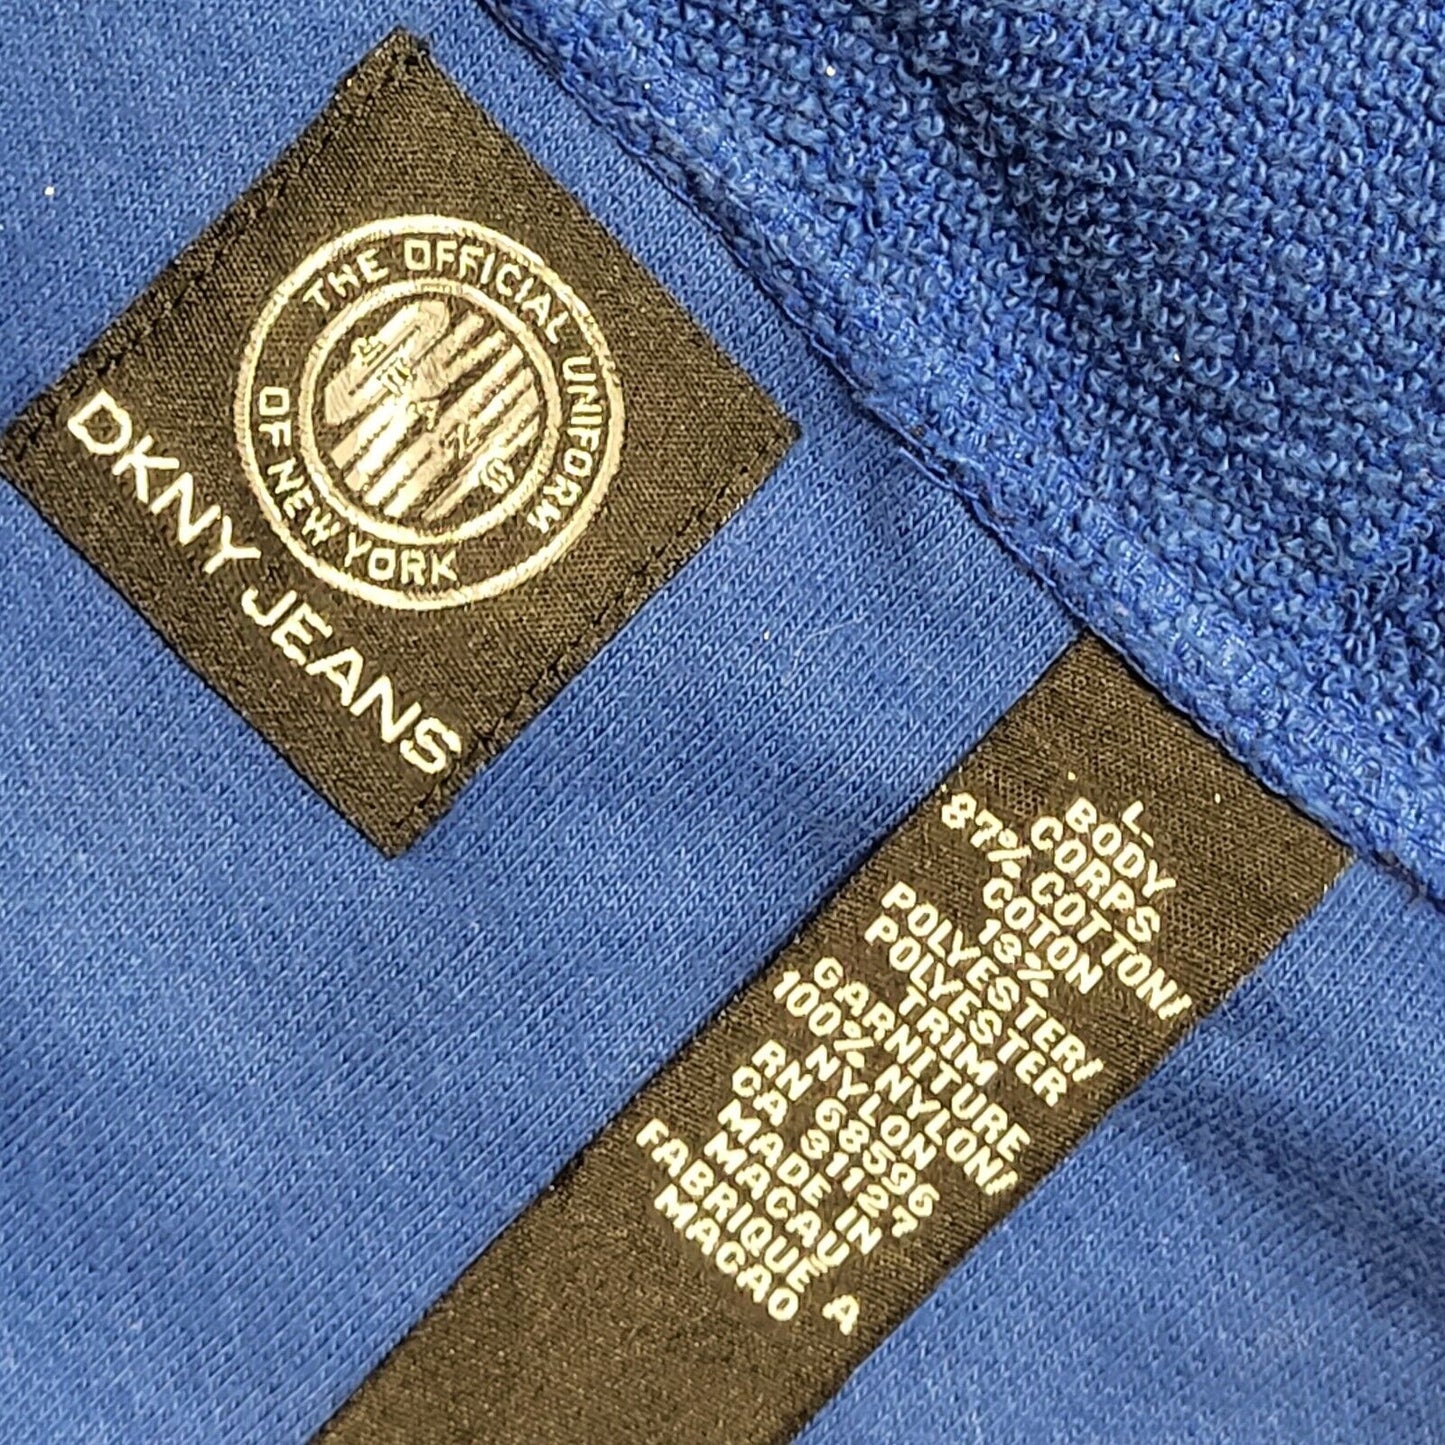 THE OFFICIAL UNIFORM
OF NEW YORK
JEANS
DKNY JEANS
L
BODY
CORPS
87% COTTON/
COTON
13%
POLYESTER/
POLYESTER
TRIM
GARNITURE
100% NYLON/
NYLON
RN 68596
CA 31127
MADE IN
MACAU
FABRIQUE A
MACAO